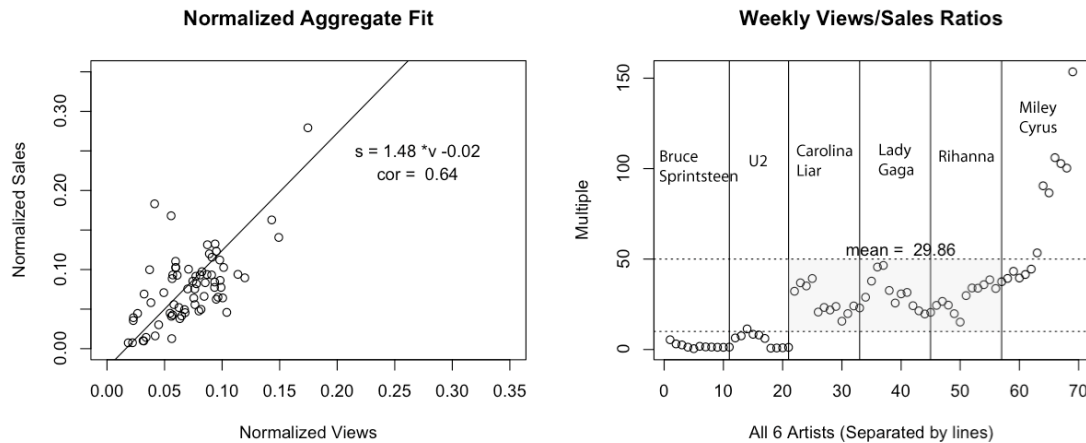 Normalized Aggregate Fit
Normalized Sales
0.00 0.10 0.20 0.30
s = 1.48 *v -0.02
cor = 0.64
0.00 0.05 0.10 0.15 0.20 0.25 0.30 0.35
Normalized Views
Weekly Views/Sales Ratios
Multiple
0 50 100 150
Bruce
Sprintsteen
U2
Carolina
Liar
Lady
Gaga
Rihanna
Miley
Cyrus
mean = 29.86
0 10 20 30 40 50 60 70
All 6 Artists (Separated by lines)